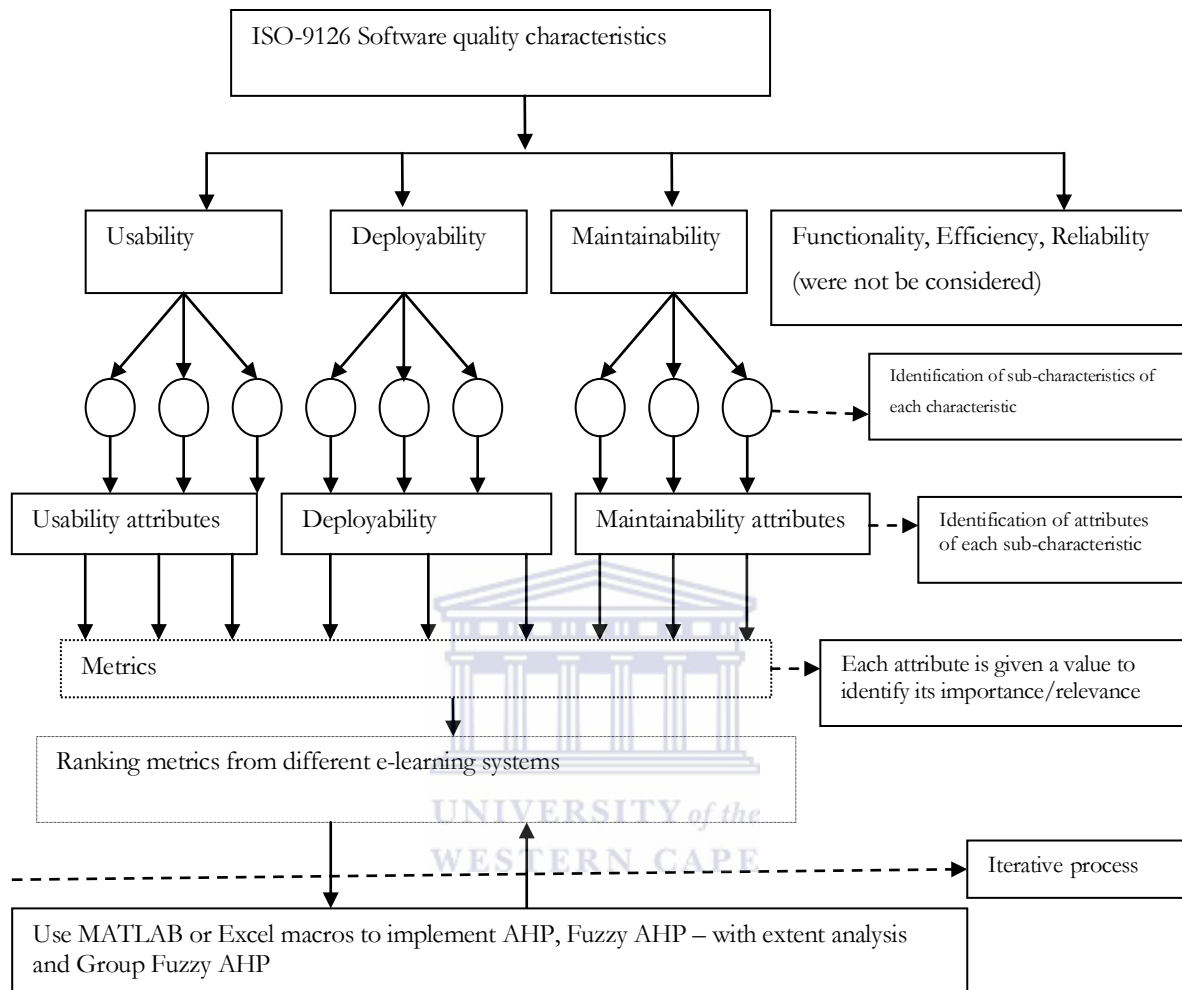 ISO-9126 Software quality characteristics
Usability
Deployability
Maintainability
Functionality, Efficiency, Reliability
(were not be considered)
Identification of sub-characteristics of
each characteristic
Usability attributes
Deployability
Maintainability attributes
Identification of attributes
of each sub-characteristic
Metrics
Each attribute is given a value to
identify its importance/relevance
Ranking metrics from different e-learning systems
UNIVERSITY of the
WESTERN CAPE
Iterative process
Use MATLAB or Excel macros to implement AHP, Fuzzy AHP – with extent analysis
and Group Fuzzy AHP